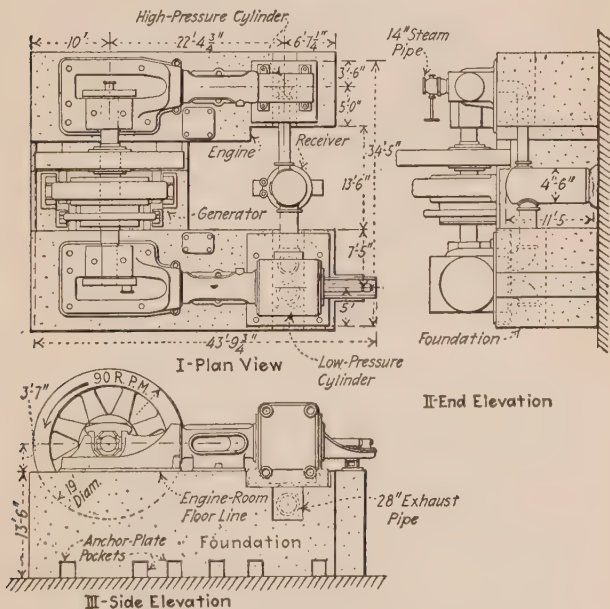 High-Pressure Cylinder
10'
22'-4 3/4"
6'-7 1/4"
3'-6"
5'-0"
Engine
Receiver
34'-5"
13'-6"
Generator
7'-5"
5'
43'-9 3/4"
I-Plan View
Low-Pressure
Cylinder
14" Steam
Pipe
4'-6"
11'-5
Foundation
II-End Elevation
3'-7"
90 R.P.M.
19' Diam.
Engine-Room
Floor Line
28" Exhaust
Pipe
13'-6"
Anchor-Plate
Pockets
Foundation
III-Side Elevation